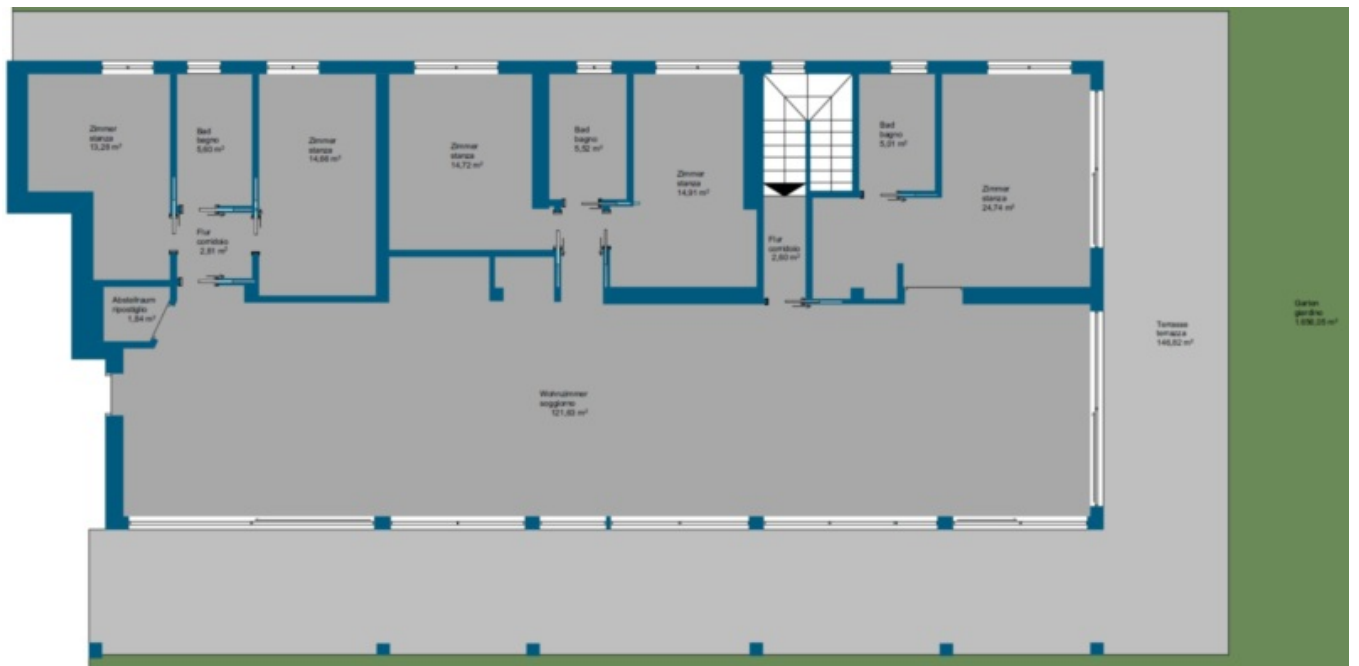 Zimmer
stanza
13,28 m²
Bad
bagno
5,60 m²
Zimmer
stanza
14,66 m²
Zimmer
stanza
14,72 m²
Bad
bagno
5,52 m²
Zimmer
stanza
14,91 m²
Bad
bagno
5,01 m²
Zimmer
stanza
24,74 m²
Flur
corridoio
2,81 m²
Flur
corridoio
2,60 m²
Abstellraum
ripostiglio
1,84 m²
Wohnzimmer
soggiorno
121,63 m²
Terrasse
terrazza
146,62 m²
Garten
giardino